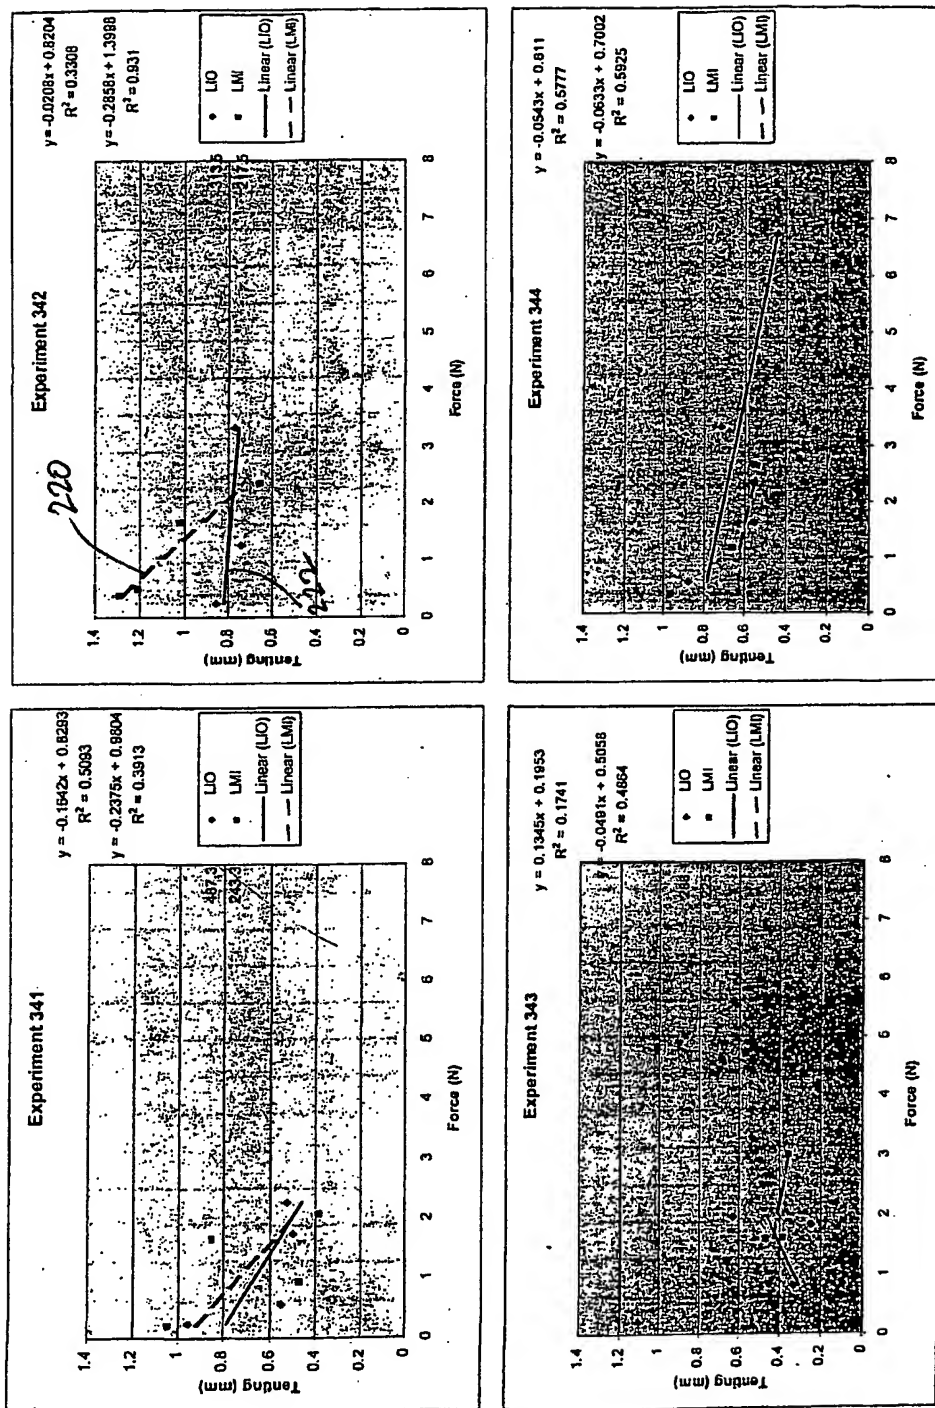 Experiment 341
y = -0.1642x + 0.8293
R² = 0.5093
y = -0.2375x + 0.9804
R² = 0.3913
LIO
LMI
Linear (LIO)
Linear (LMI)
243.3
1.4
1.2
1
0.8
0.6
0.4
0.2
0
Tenting (mm)
0 1 2 3 4 5 6 7 8
Force (N)
Experiment 342
220
222
y = -0.0208x + 0.8204
R² = 0.3308
y = -0.2858x + 1.3998
R² = 0.931
LIO
LMI
Linear (LIO)
Linear (LMI)
313.5
217.5
1.4
1.2
1
0.8
0.6
0.4
0.2
0
Tenting (mm)
0 1 2 3 4 5 6 7 8
Force (N)
Experiment 343
y = 0.1345x + 0.1953
R² = 0.1741
y = -0.0491x + 0.5058
R² = 0.4864
LIO
LMI
Linear (LIO)
Linear (LMI)
1.4
1.2
1
0.8
0.6
0.4
0.2
0
Tenting (mm)
0 1 2 3 4 5 6 7 8
Force (N)
Experiment 344
y = -0.0543x + 0.811
R² = 0.5777
y = -0.0633x + 0.7002
R² = 0.5925
LIO
LMI
Linear (LIO)
Linear (LMI)
1.4
1.2
1
0.8
0.6
0.4
0.2
0
Tenting (mm)
0 1 2 3 4 5 6 7 8
Force (N)